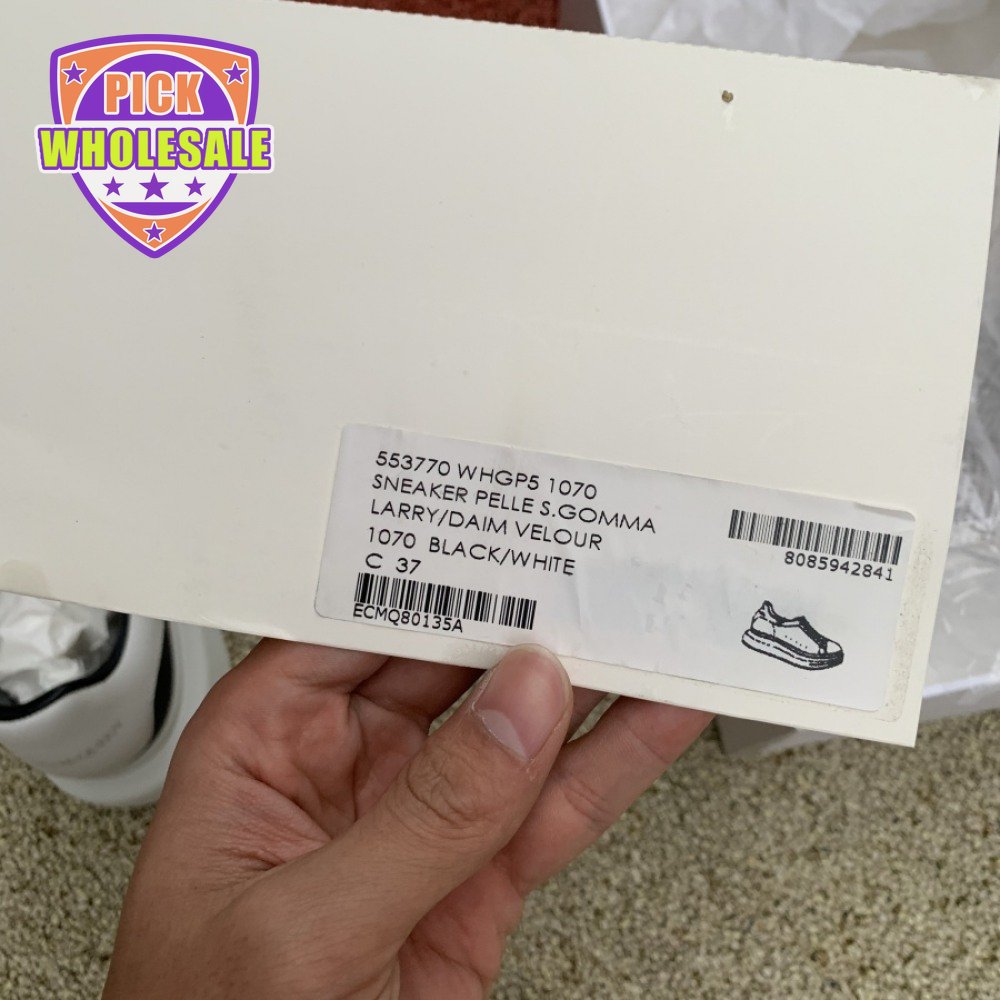 PICK
WHOLESALE
553770 WHGP5 1070
SNEAKER PELLE S.GOMMA
LARRY/DAIM VELOUR
1070 BLACK/WHITE
C 37
ECMQ80135A
8085942841